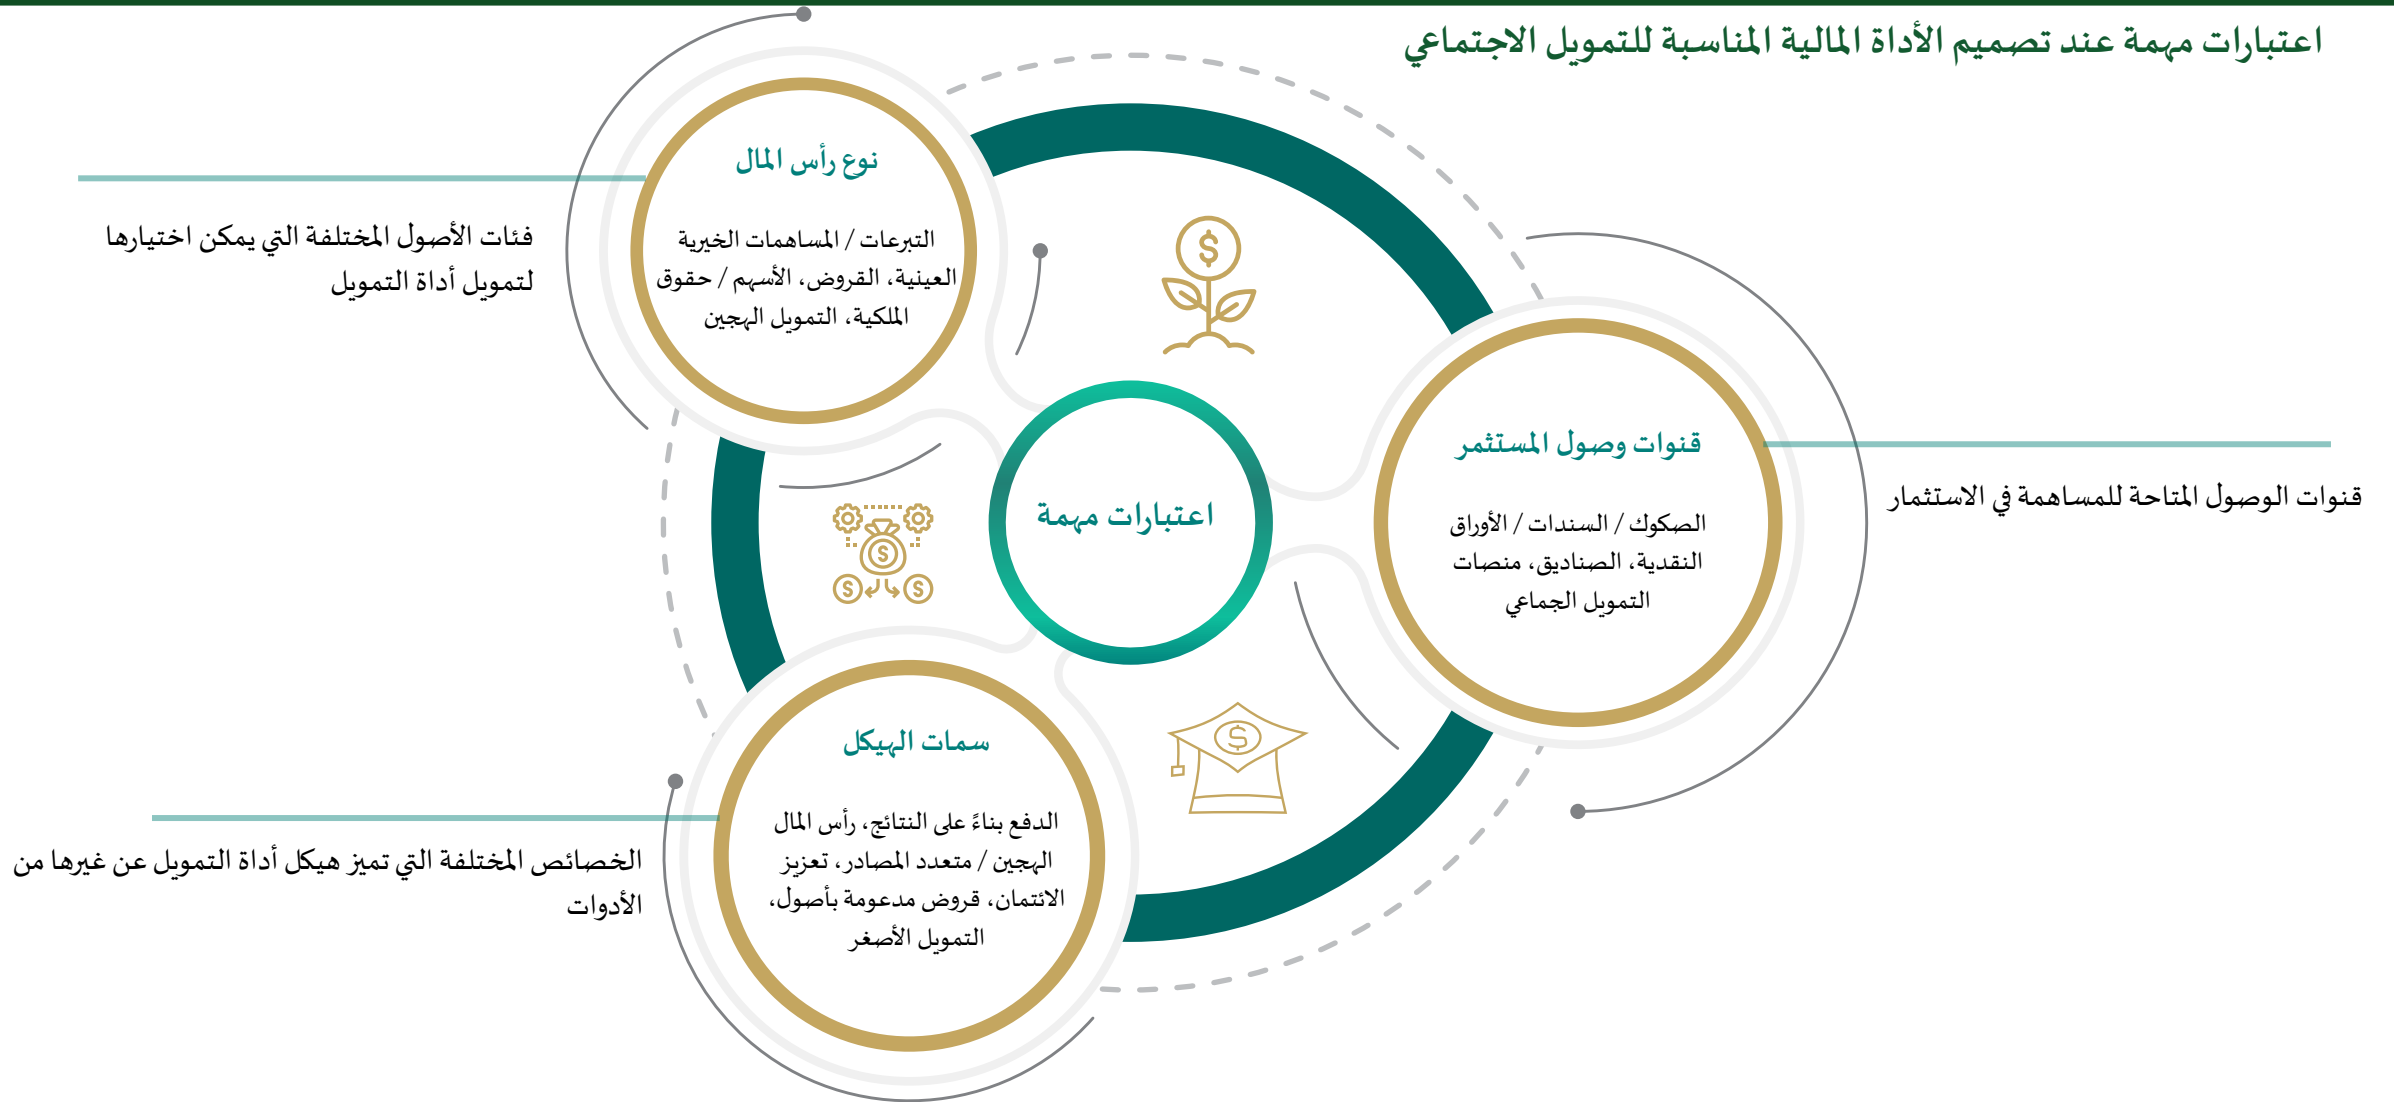 اعتبارات مهمة عند تصميم الأداة المالية المناسبة للتمويل الاجتماعي
نوع رأس المال
التبرعات / المساهمات الخيرية
العينية، القروض، الأسهم / حقوق
الملكية، التمويل الهجين
فئات الأصول المختلفة التي يمكن اختيارها
لتمويل أداة التمويل
قنوات وصول المستثمر
الصكوك / السندات / الأوراق
النقدية، الصناديق، منصات
التمويل الجماعي
قنوات الوصول المتاحة للمساهمة في الاستثمار
اعتبارات مهمة
سمات الهيكل
الدفع بناءً على النتائج، رأس المال
الهجين / متعدد المصادر، تعزيز
الائتمان، قروض مدعومة بأصول،
التمويل الأصغر
الخصائص المختلفة التي تميز هيكل أداة التمويل عن غيرها من
الأدوات